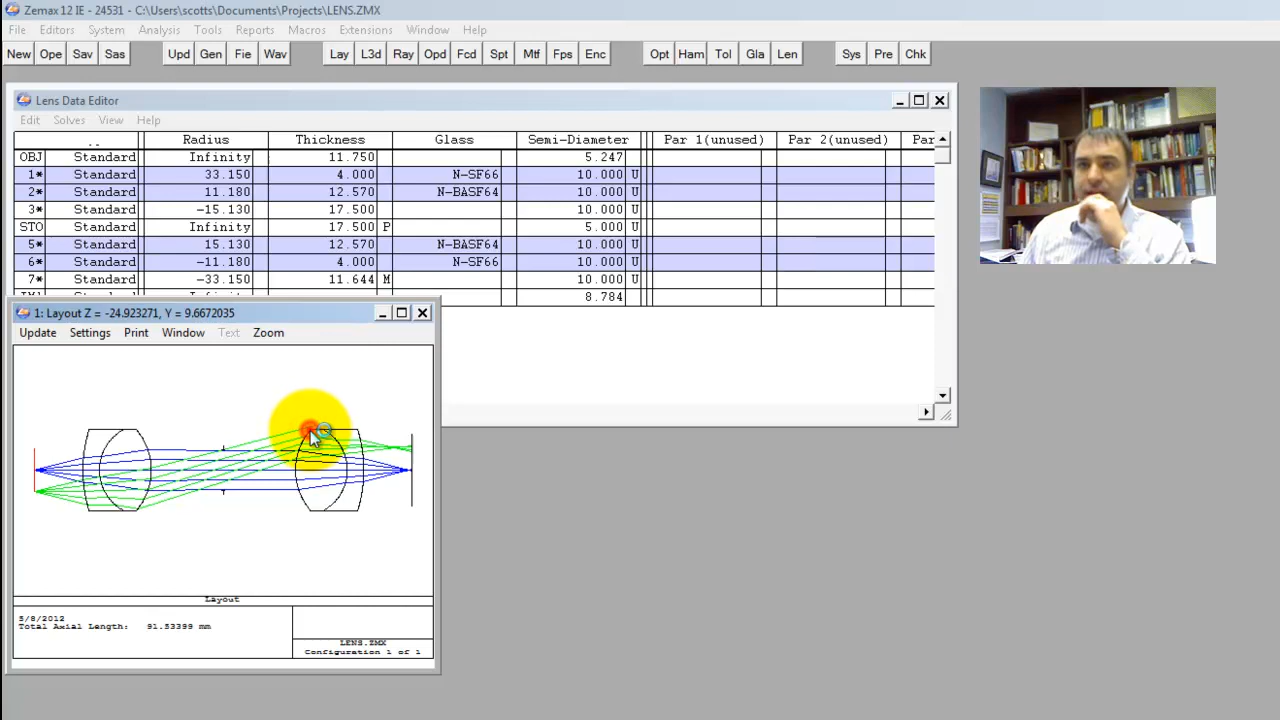 Zemax 12 IE - 24531 - C:\Users\scotts\Documents\Projects\LENS.ZMX
File Editors System Analysis Tools Reports Macros Extensions Window Help
New Ope Sav Sas Upd Gen Fie Wav Lay L3d Ray Opd Fcd Spt Mtf Fps Enc Opt Ham Tol Gla Len Sys Pre Chk
Lens Data Editor
Edit Solves View Help
Radius Thickness Glass Semi-Diameter Par 1(unused) Par 2(unused) Par
OBJ Standard Infinity 11.750 5.247
1* Standard 33.150 4.000 N-SF66 10.000 U
2* Standard 11.180 12.570 N-BASF64 10.000 U
3* Standard -15.130 17.500 10.000 U
STO Standard Infinity 17.500 P 5.000 U
5* Standard 15.130 12.570 N-BASF64 10.000 U
6* Standard -11.180 4.000 N-SF66 10.000 U
7* Standard -33.150 11.644 M 10.000 U
8.784
1: Layout Z = -24.923271, Y = 9.6672035
Update Settings Print Window Text Zoom
Layout
5/8/2012
Total Axial Length: 91.53399 mm
LENS.ZMX
Configuration 1 of 1